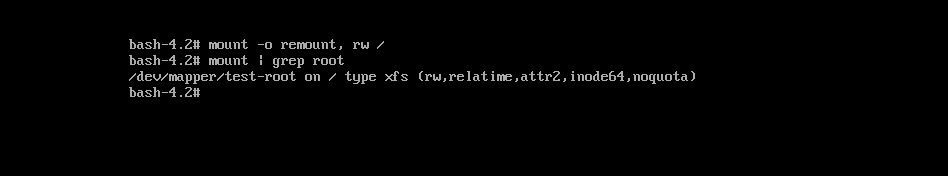 bash-4.2# mount -o remount, rw /
bash-4.2# mount | grep root
/dev/mapper/test-root on / type xfs (rw,relatime,attr2,inode64,noquota)
bash-4.2#